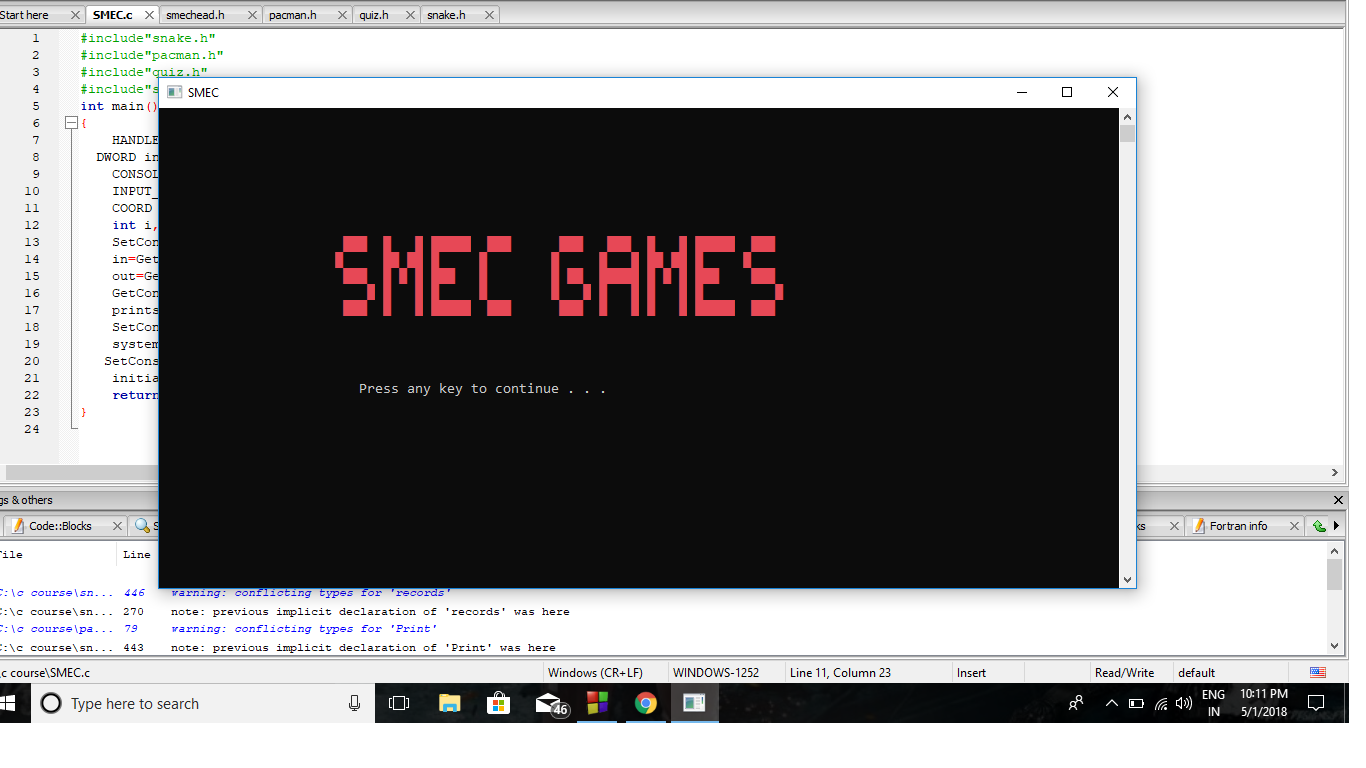 Start here SMEC.c smechead.h pacman.h quiz.h snake.h
1 #include"snake.h"
2 #include"pacman.h"
3 #include"quiz.h"
4 #include"s
5 int main()
6 {
7 HANDLE
8 DWORD in
9 CONSOL
10 INPUT_
11 COORD
12 int i,
13 SetCon
14 in=Get
15 out=Ge
16 GetCon
17 prints
18 SetCon
19 system
20 SetCons
21 initia
22 return
23 }
24
SMEC
SMEC GAMES
Press any key to continue . . .
gs & others
Code::Blocks S ks Fortran info
File Line
C:\c course\sn... 446 warning: conflicting types for 'records'
C:\c course\sn... 270 note: previous implicit declaration of 'records' was here
C:\c course\pa... 79 warning: conflicting types for 'Print'
C:\c course\sn... 443 note: previous implicit declaration of 'Print' was here
\c course\SMEC.c Windows (CR+LF) WINDOWS-1252 Line 11, Column 23 Insert Read/Write default
Type here to search 46 ENG 10:11 PM
IN 5/1/2018